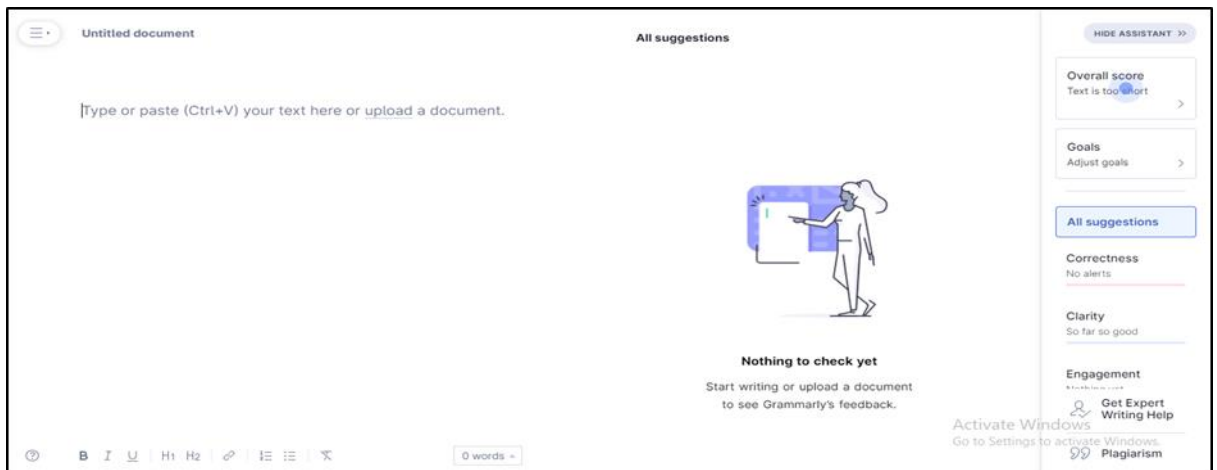 Untitled document
All suggestions
HIDE ASSISTANT
Type or paste (Ctrl+V) your text here or upload a document.
Overall score
Text is too short
Goals
Adjust goals
All suggestions
Correctness
No alerts
Clarity
So far so good
Engagement
Nothing to check yet
Start writing or upload a document
to see Grammarly's feedback.
Get Expert
Writing Help
Activate Windows
Go to Settings to activate Windows.
Plagiarism
B I U H1 H2
0 words